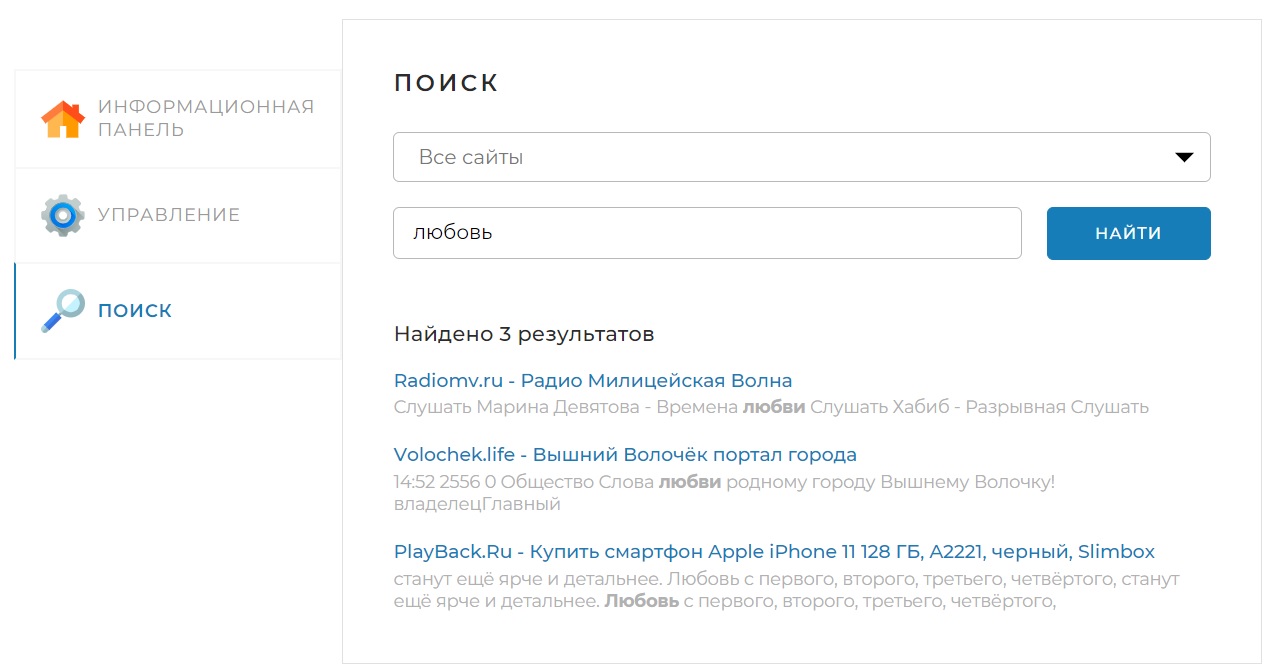 ИНФОРМАЦИОННАЯ
ПАНЕЛЬ
УПРАВЛЕНИЕ
ПОИСК
ПОИСК
Все сайты
любовь
НАЙТИ
Найдено 3 результатов
Radiomv.ru - Радио Милицейская Волна
Слушать Марина Девятова - Времена любви Слушать Хабиб - Разрывная Слушать
Volochek.life - Вышний Волочёк портал города
14:52 2556 0 Общество Слова любви родному городу Вышнему Волочку!
владелецГлавный
PlayBack.Ru - Купить смартфон Apple iPhone 11 128 ГБ, A2221, черный, Slimbox
станут ещё ярче и детальнее. Любовь с первого, второго, третьего, четвёртого, станут
ещё ярче и детальнее. Любовь с первого, второго, третьего, четвёртого,